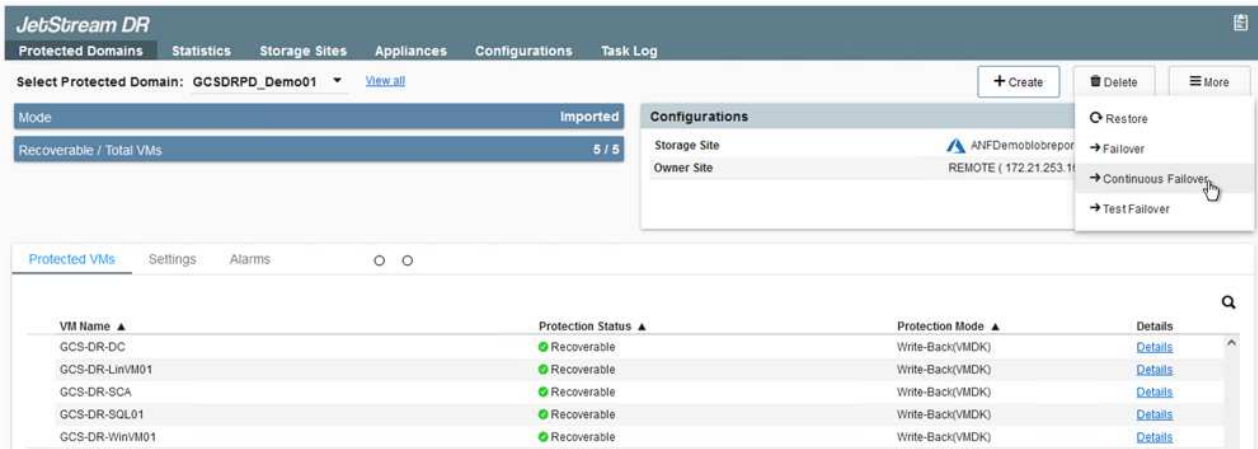 JetStream DR
Protected Domains Statistics Storage Sites Appliances Configurations Task Log
Select Protected Domain: GCSDRPD_Demo01 View all + Create Delete More
Mode Imported
Recoverable / Total VMs 5 / 5
Configurations
Storage Site ANFDemoblobrepor
Owner Site REMOTE ( 172.21.253.1
Restore
Failover
Continuous Failover
Test Failover
Protected VMs Settings Alarms
VM Name Protection Status Protection Mode Details
GCS-DR-DC Recoverable Write-Back(VMDK) Details
GCS-DR-LinVM01 Recoverable Write-Back(VMDK) Details
GCS-DR-SCA Recoverable Write-Back(VMDK) Details
GCS-DR-SQL01 Recoverable Write-Back(VMDK) Details
GCS-DR-WinVM01 Recoverable Write-Back(VMDK) Details